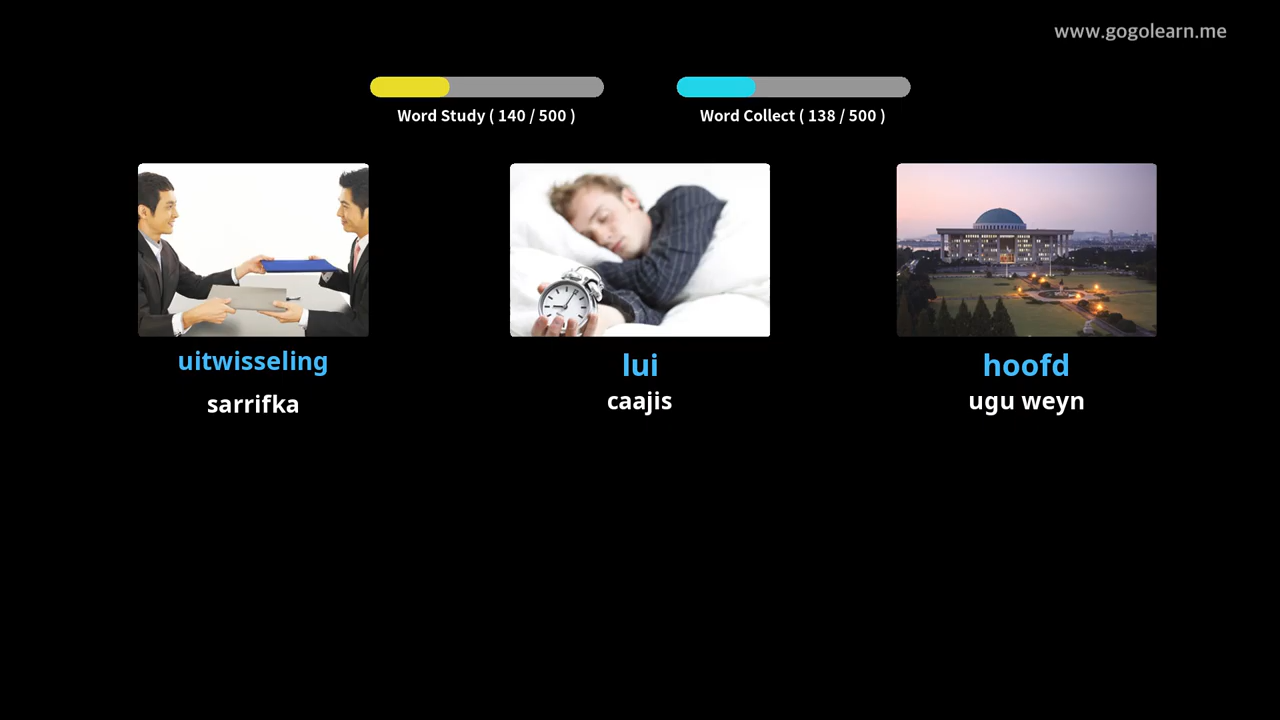 www.gogolearn.me
Word Study ( 140 / 500 )
Word Collect ( 138 / 500 )
uitwisseling
sarrifka
lui
caajis
hoofd
ugu weyn